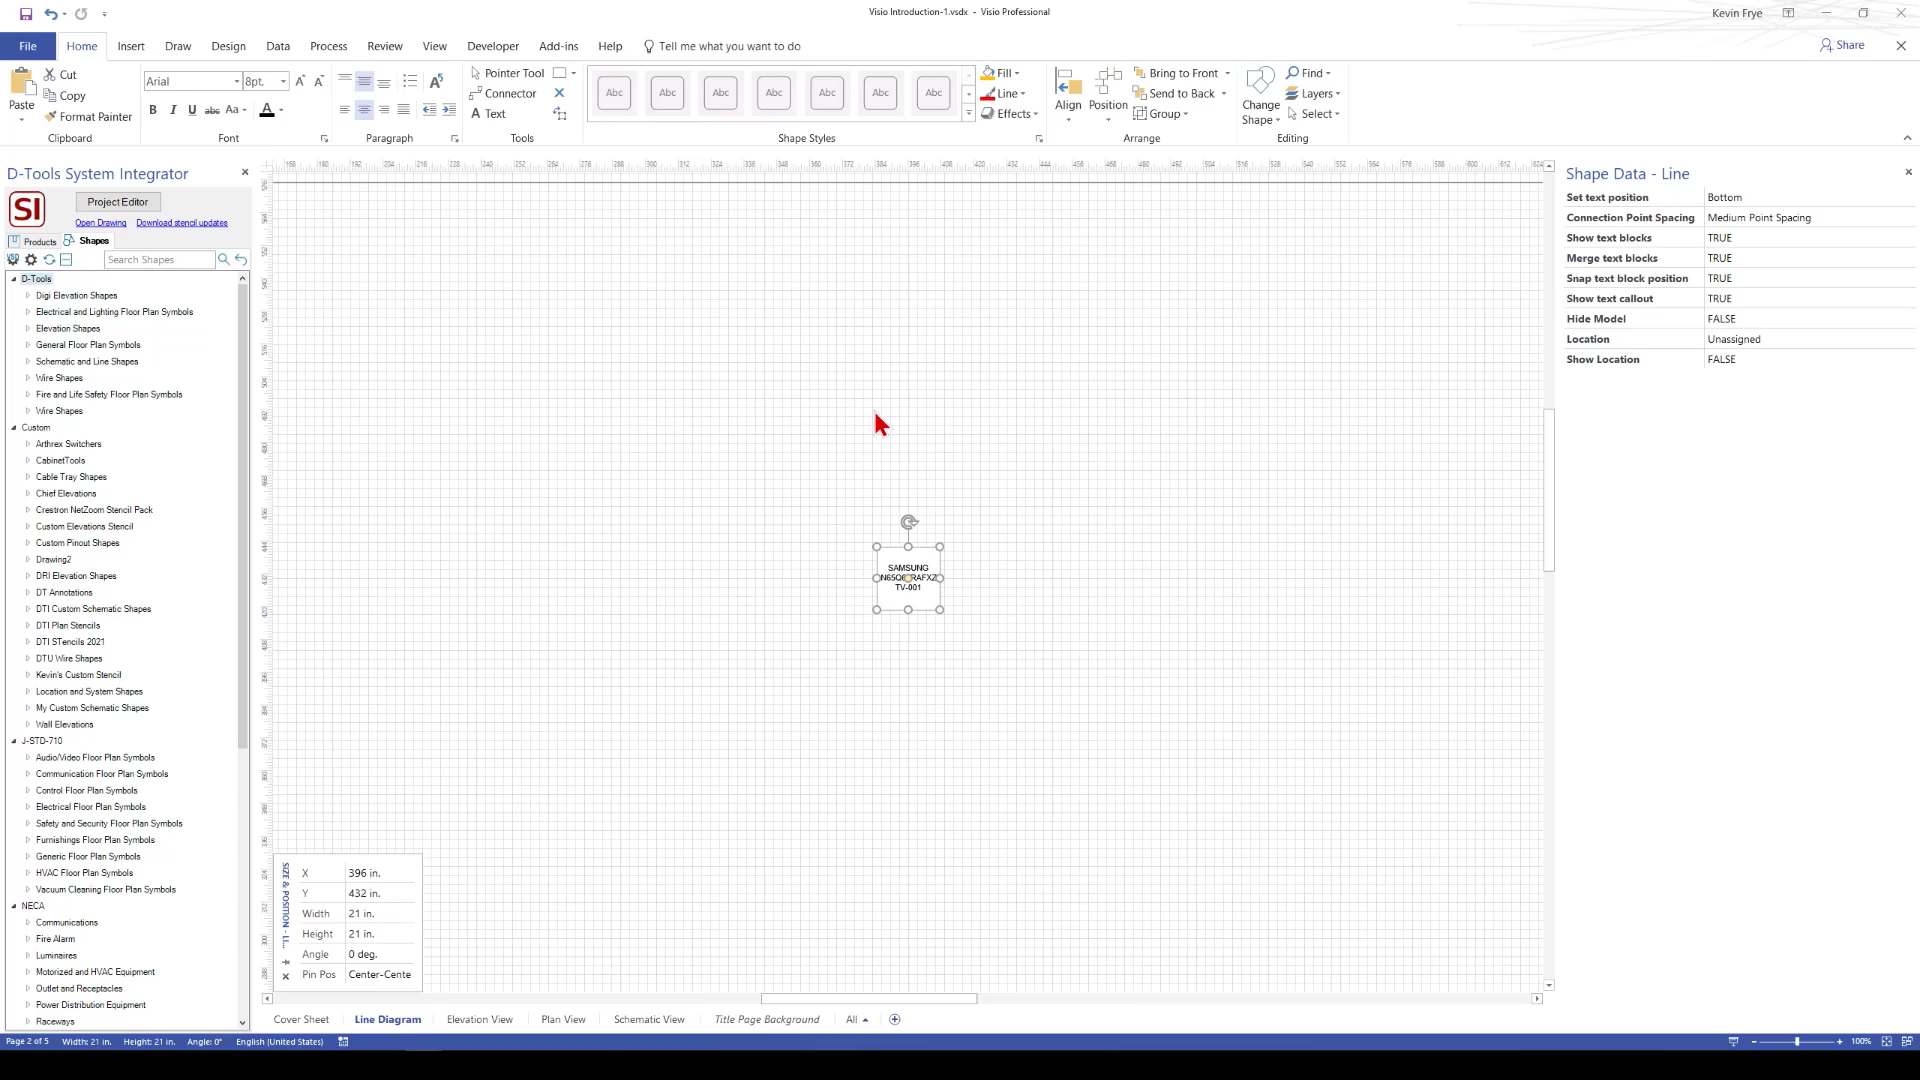 Visio Introduction-1.vsdx - Visio Professional
Kevin Frye
File Home Insert Draw Design Data Process Review View Developer Add-ins Help Tell me what you want to do
Share
Paste
Cut
Copy
Format Painter
Clipboard
Arial 8pt.
Font
Paragraph
Pointer Tool
Connector
Text
Tools
Abc Abc Abc Abc Abc Abc Abc
Shape Styles
Fill
Line
Effects
Align
Position
Bring to Front
Send to Back
Group
Arrange
Change
Shape
Find
Layers
Select
Editing
D-Tools System Integrator
SI
Project Editor
Open Drawing Download stencil updates
Products Shapes
Search Shapes
D-Tools
Digi Elevation Shapes
Electrical and Lighting Floor Plan Symbols
Elevation Shapes
General Floor Plan Symbols
Schematic and Line Shapes
Wire Shapes
Fire and Life Safety Floor Plan Symbols
Wire Shapes
Custom
Arthrex Switchers
CabinetTools
Cable Tray Shapes
Chief Elevations
Crestron NetZoom Stencil Pack
Custom Elevations Stencil
Custom Pinout Shapes
Drawing2
DRI Elevation Shapes
DT Annotations
DTI Custom Schematic Shapes
DTI Plan Stencils
DTI STencils 2021
DTU Wire Shapes
Kevin's Custom Stencil
Location and System Shapes
My Custom Schematic Shapes
Wall Elevations
J-STD-710
Audio/Video Floor Plan Symbols
Communication Floor Plan Symbols
Control Floor Plan Symbols
Electrical Floor Plan Symbols
Safety and Security Floor Plan Symbols
Furnishings Floor Plan Symbols
Generic Floor Plan Symbols
HVAC Floor Plan Symbols
Vacuum Cleaning Floor Plan Symbols
NECA
Communications
Fire Alarm
Luminaires
Motorized and HVAC Equipment
Outlet and Receptacles
Power Distribution Equipment
Raceways
SAMSUNG
TV-001
SIZE & POSITION - LI...
X 396 in.
Y 432 in.
Width 21 in.
Height 21 in.
Angle 0 deg.
Pin Pos Center-Cente
Shape Data - Line
Set text position Bottom
Connection Point Spacing Medium Point Spacing
Show text blocks TRUE
Merge text blocks TRUE
Snap text block position TRUE
Show text callout TRUE
Hide Model FALSE
Location Unassigned
Show Location FALSE
Cover Sheet Line Diagram Elevation View Plan View Schematic View Title Page Background All
Page 2 of 5 Width: 21 in. Height: 21 in. Angle: 0° English (United States)
100%